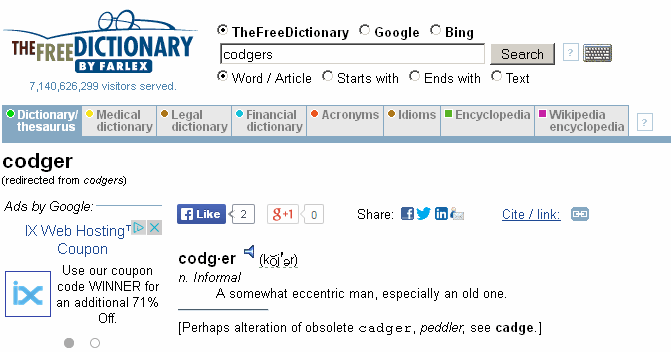 THEFREEDICTIONARY
BY FARLEX
7,140,626,299 visitors served.
TheFreeDictionary Google Bing
codgers Search ?
Word / Article Starts with Ends with Text
Dictionary/ thesaurus
Medical dictionary
Legal dictionary
Financial dictionary
Acronyms
Idioms
Encyclopedia
Wikipedia encyclopedia
?
codger
(redirected from codgers)
Ads by Google:
IX Web Hosting
Coupon
ix
Use our coupon
code WINNER for
an additional 71%
Off.
Like 2 g+1 0 Share: Cite / link:
codg·er (kŏj′ər)
n. Informal
A somewhat eccentric man, especially an old one.
[Perhaps alteration of obsolete cadger, peddler, see cadge.]